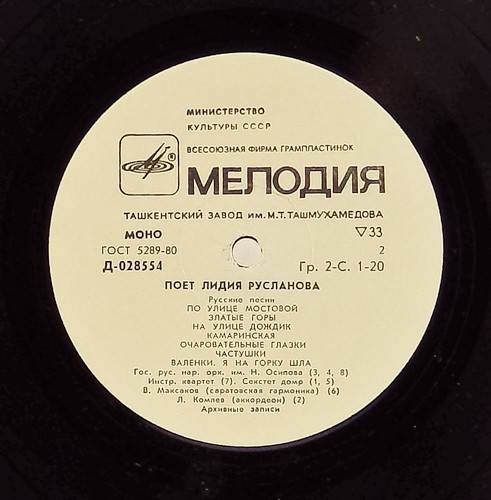 МИНИСТЕРСТВО
КУЛЬТУРЫ СССР
ВСЕСОЮЗНАЯ ФИРМА ГРАМПЛАСТИНОК
® МЕЛОДИЯ
ТАШКЕНТСКИЙ ЗАВОД ИМ. М.Т. ТАШМУХАМЕДОВА
МОНО ▽33
ГОСТ 5289-80 2
Д-028554 Гр. 2-С. 1-20
ПОЕТ ЛИДИЯ РУСЛАНОВА
Русские песни
ПО УЛИЦЕ МОСТОВОЙ
ЗЛАТЫЕ ГОРЫ
НА УЛИЦЕ ДОЖДИК
КАМАРИНСКАЯ
ОЧАРОВАТЕЛЬНЫЕ ГЛАЗКИ
ЧАСТУШКИ
ВАЛЕНКИ. Я НА ГОРКУ ШЛА
Гос. рус. нар. орк. им. Н. Осипова (3, 4, 8)
Инстр. квартет (7). Секстет домр (1, 5)
В. Максаков (саратовская гармоника) (6)
Л. Комлев (аккордеон) (2)
Архивные записи